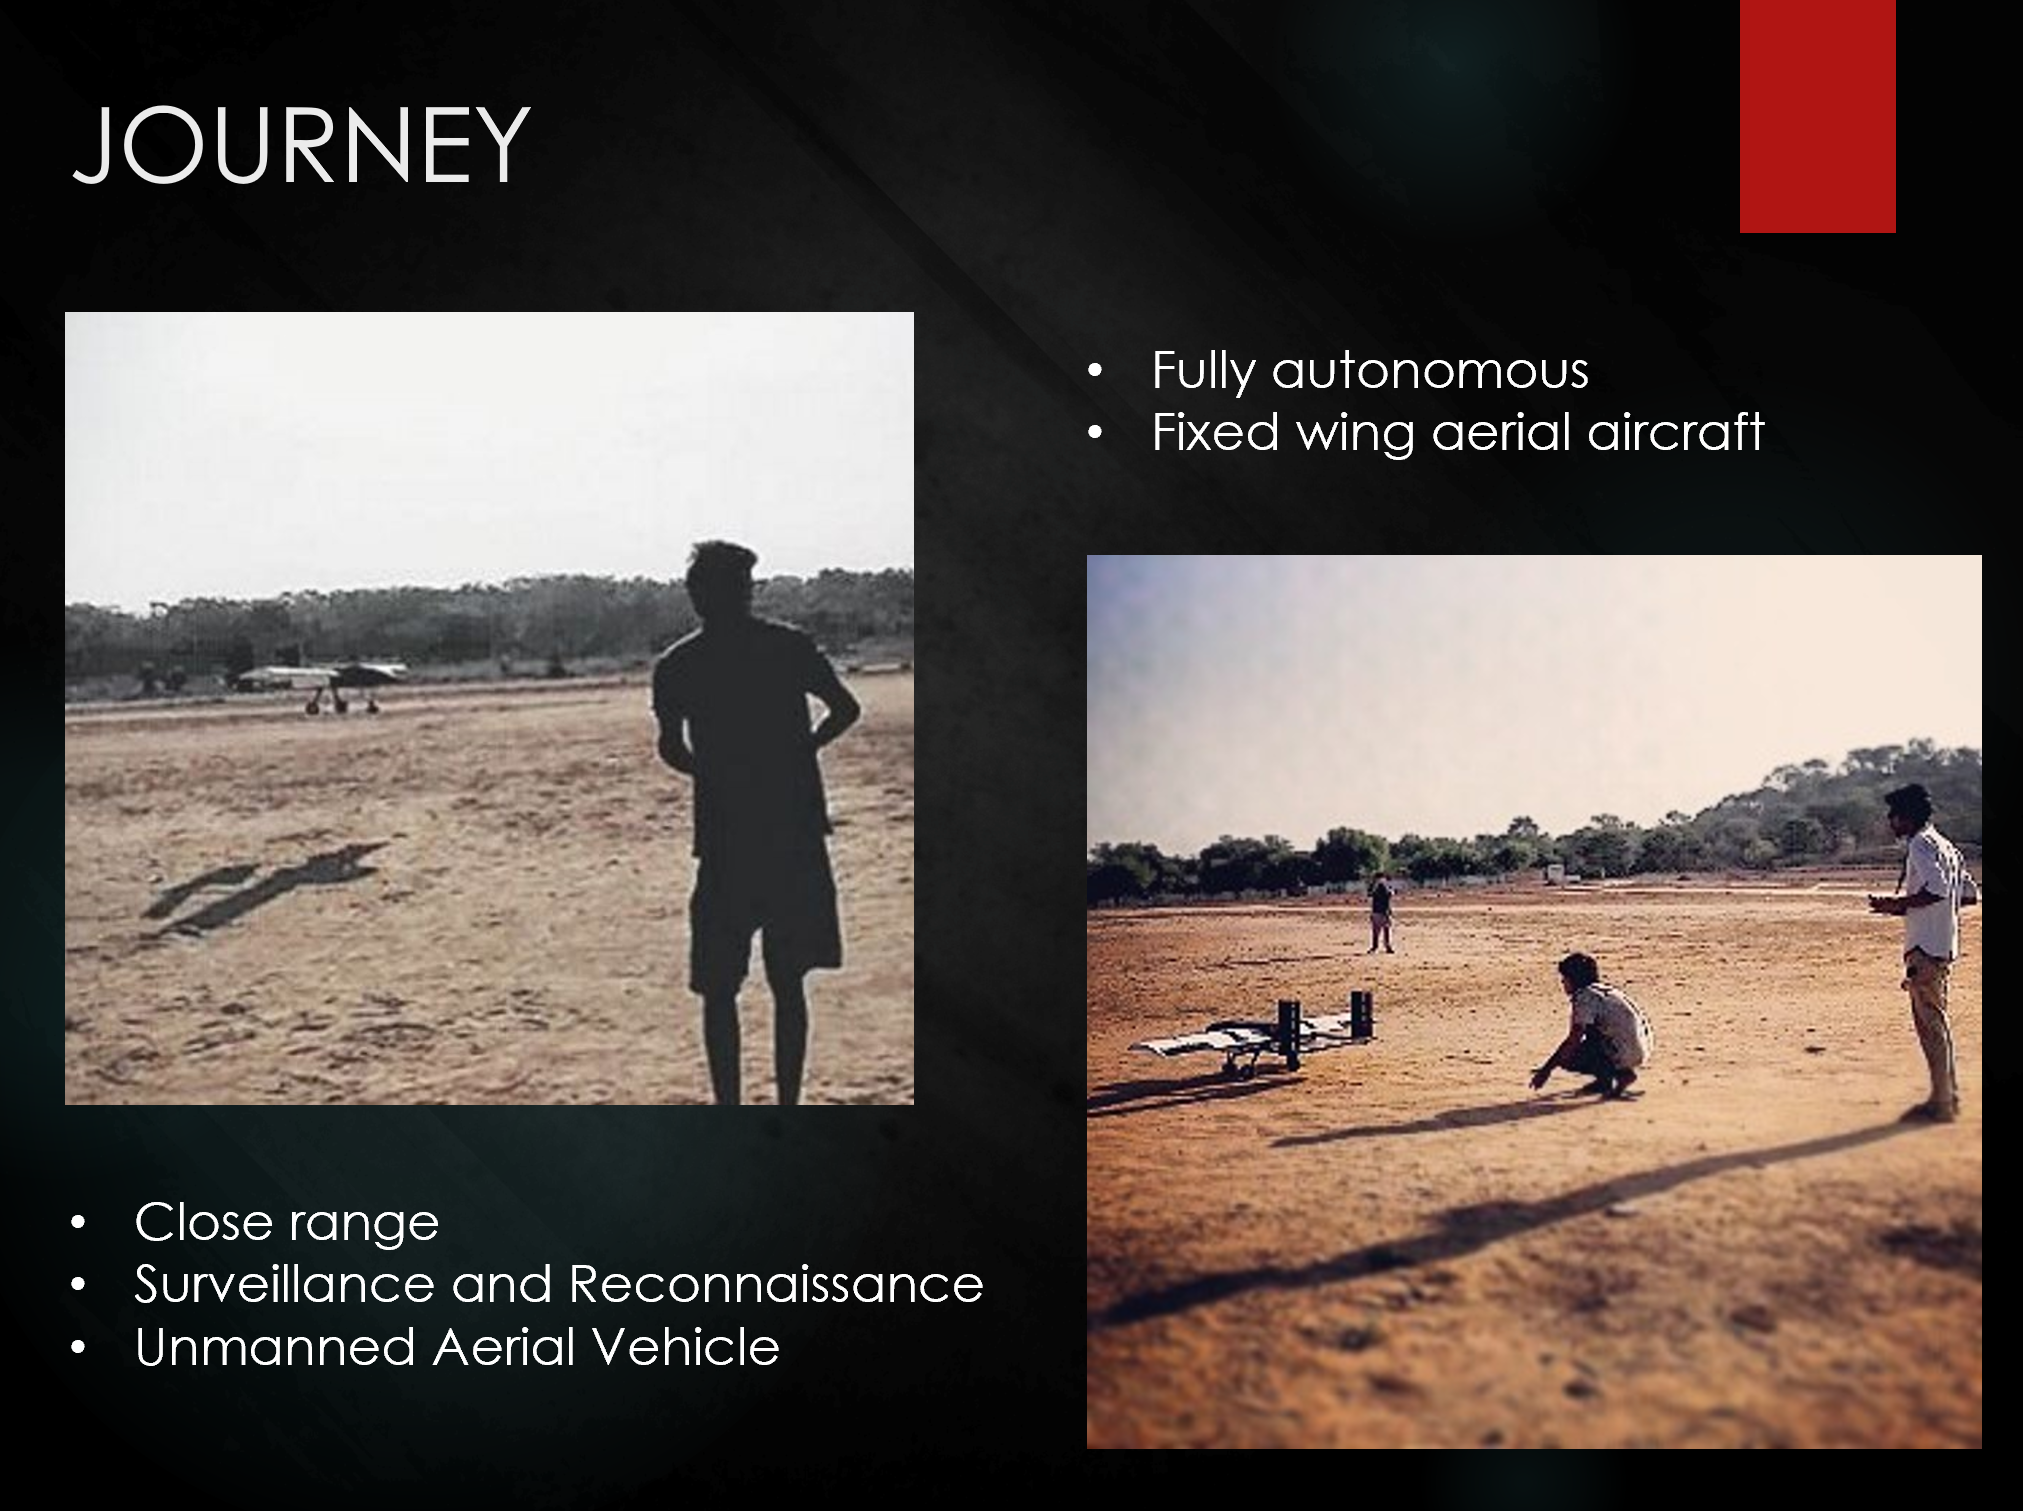 JOURNEY
Fully autonomous
Fixed wing aerial aircraft
Close range
Surveillance and Reconnaissance
Unmanned Aerial Vehicle